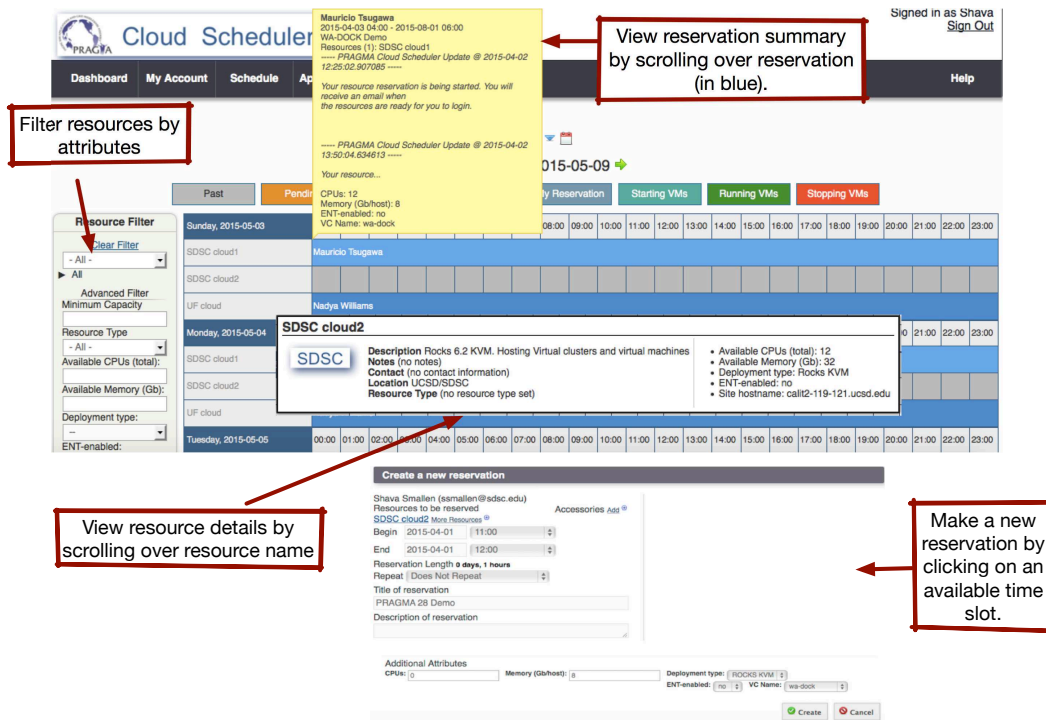 PRAGMA
Cloud Scheduler
Signed in as Shava
Sign Out
Dashboard My Account Schedule Ap
Help
Mauricio Tsugawa
2015-04-03 04:00 - 2015-08-01 06:00
WA-DOCK Demo
Resources (1): SDSC cloud1
----- PRAGMA Cloud Scheduler Update @ 2015-04-02
12:25:02.907085 -----
Your resource reservation is being started. You will
receive an email when
the resources are ready for you to login.
----- PRAGMA Cloud Scheduler Update @ 2015-04-02
13:50:04.634613 -----
Your resource...
CPUs: 12
Memory (Gb/host): 8
ENT-enabled: no
VC Name: wa-dock
View reservation summary
by scrolling over reservation
(in blue).
Filter resources by
attributes
015-05-09
Past Pendin y Reservation Starting VMs Running VMs Stopping VMs
Resource Filter
Clear Filter
- All -
All
Advanced Filter
Minimum Capacity
Resource Type
- All -
Available CPUs (total):
Available Memory (Gb):
Deployment type:
--
ENT-enabled:
Sunday, 2015-05-03 08:00 09:00 10:00 11:00 12:00 13:00 14:00 15:00 16:00 17:00 18:00 19:00 20:00 21:00 22:00 23:00
SDSC cloud1 Mauricio Tsugawa
SDSC cloud2
UF cloud Nadya Williams
Monday, 2015-05-04 0 21:00 22:00 23:00
SDSC cloud1
SDSC cloud2
UF cloud
Tuesday, 2015-05-05 00:00 01:00 02:00 03:00 04:00 05:00 06:00 07:00 08:00 09:00 10:00 11:00 12:00 13:00 14:00 15:00 16:00 17:00 18:00 19:00 20:00 21:00 22:00 23:00
SDSC cloud2
SDSC
Description Rocks 6.2 KVM. Hosting Virtual clusters and virtual machines
Notes (no notes)
Contact (no contact information)
Location UCSD/SDSC
Resource Type (no resource type set)
• Available CPUs (total): 12
• Available Memory (Gb): 32
• Deployment type: Rocks KVM
• ENT-enabled: no
• Site hostname: calit2-119-121.ucsd.edu
View resource details by
scrolling over resource name
Create a new reservation
Shava Smallen (ssmallen@sdsc.edu)
Resources to be reserved Accessories Add
SDSC cloud2 More Resources
Begin 2015-04-01 11:00
End 2015-04-01 12:00
Reservation Length 0 days, 1 hours
Repeat Does Not Repeat
Title of reservation
PRAGMA 28 Demo
Description of reservation
Additional Attributes
CPUs: 0 Memory (Gb/host): 8 Deployment type: ROCKS KVM
ENT-enabled: no VC Name: wa-dock
Create Cancel
Make a new
reservation by
clicking on an
available time
slot.